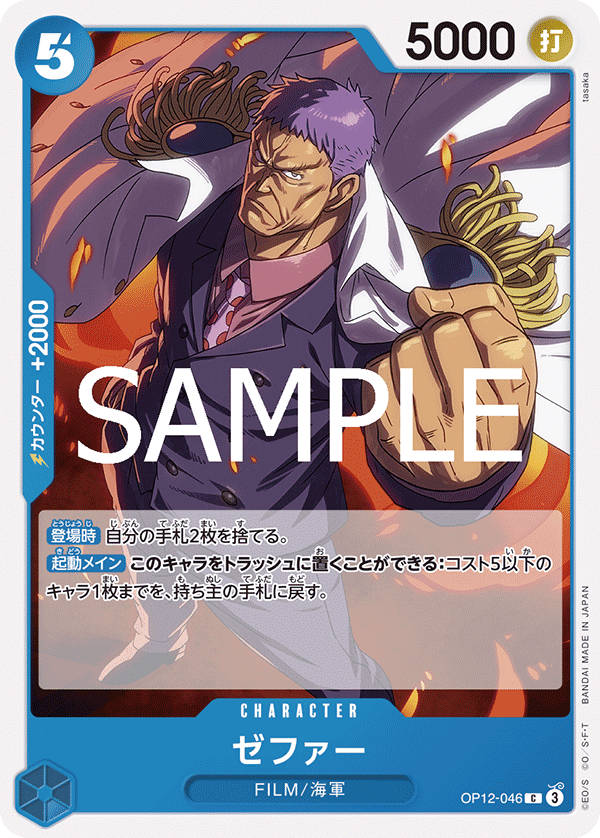 5
5000
打
tasaka
カウンター +2000
SAMPLE
登場時 自分の手札2枚を捨てる。
起動メイン このキャラをトラッシュに置くことができる：コスト5以下の
キャラ1枚までを、持ち主の手札に戻す。
CHARACTER
ゼファー
FILM/海軍
OP12-046 C 3
©E.O/S ©O/S・F・T BANDAI MADE IN JAPAN